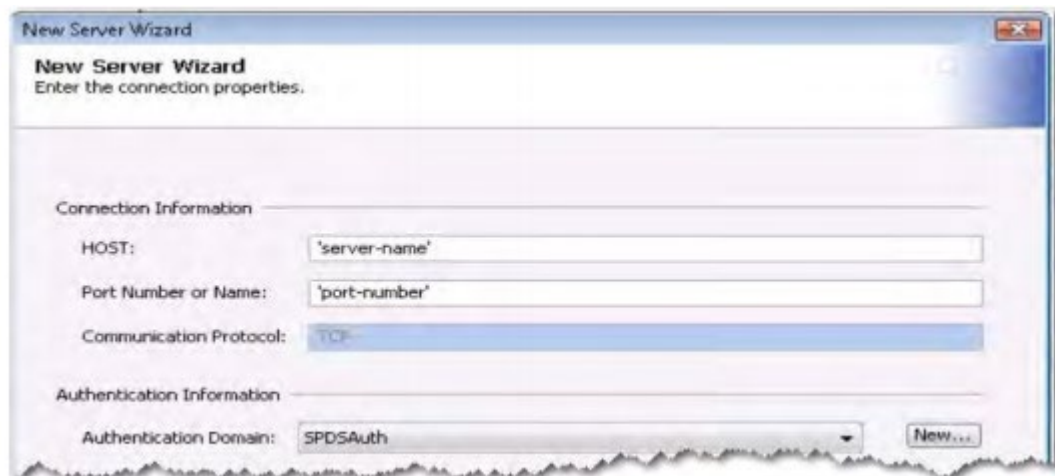 New Server Wizard
New Server Wizard
Enter the connection properties.
Connection Information
HOST: 'server-name'
Port Number or Name: 'port-number'
Communication Protocol: TCP
Authentication Information
Authentication Domain: SPDSAuth New...